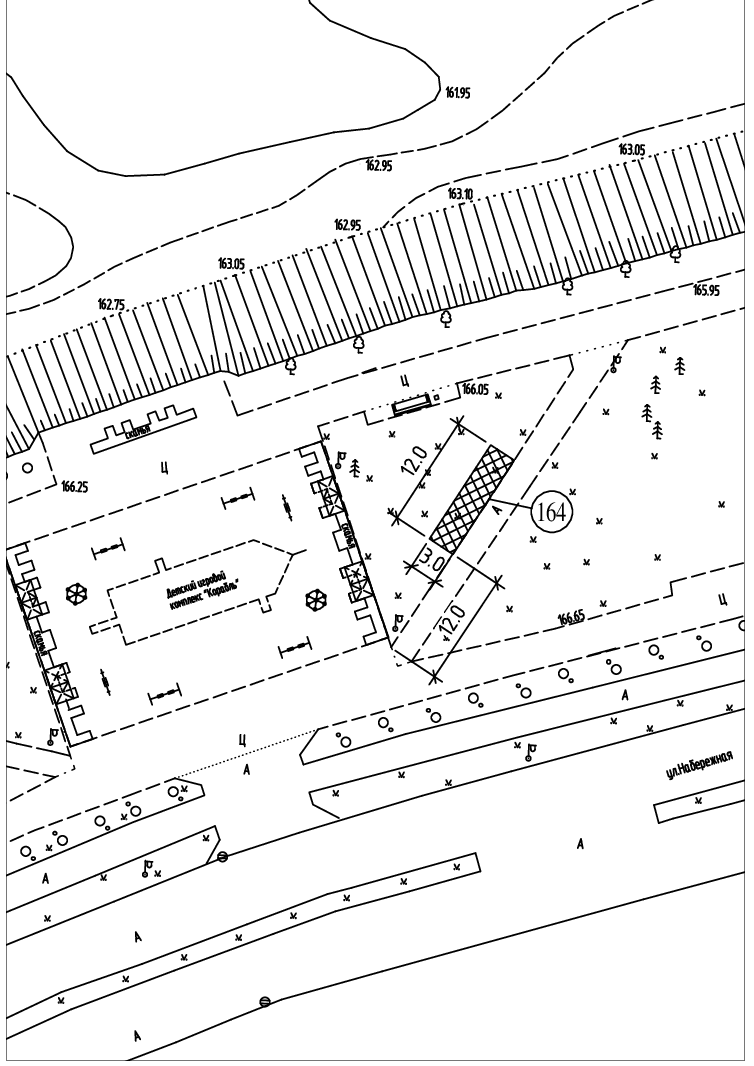 161.95
162.95
163.05
163.10
162.95
163.05
162.75
165.95
Ц
166.05
скамья
Ц
166.25
12.0
164
А
скамья
3.0
Детский игровой
комплекс "Корабль"
12.0
166.65
Ц
скамья
А
Ц
А
ул.Набережная
А
А
А
А